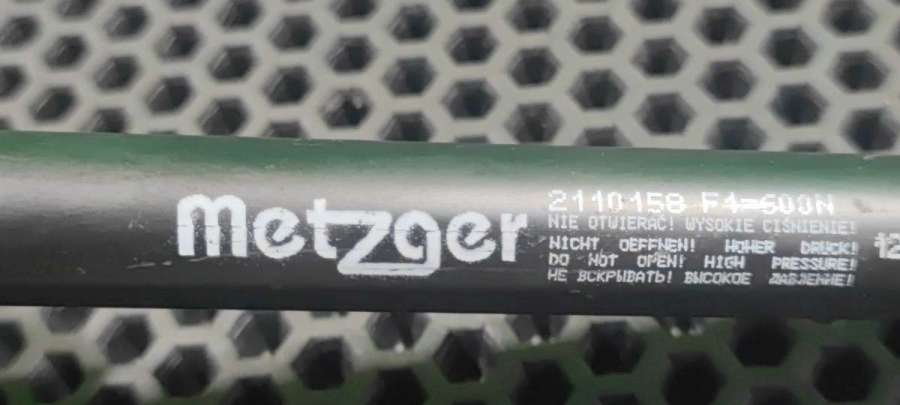 metzger
2110158 F1=600N
NIE OTWIERAĆ! WYSOKIE CIŚNIENIE!
NICHT OEFFNEN! HOHER DRUCK!
DO NOT OPEN! HIGH PRESSURE!
НЕ ВСКРЫВАТЬ! ВЫСОКОЕ
12